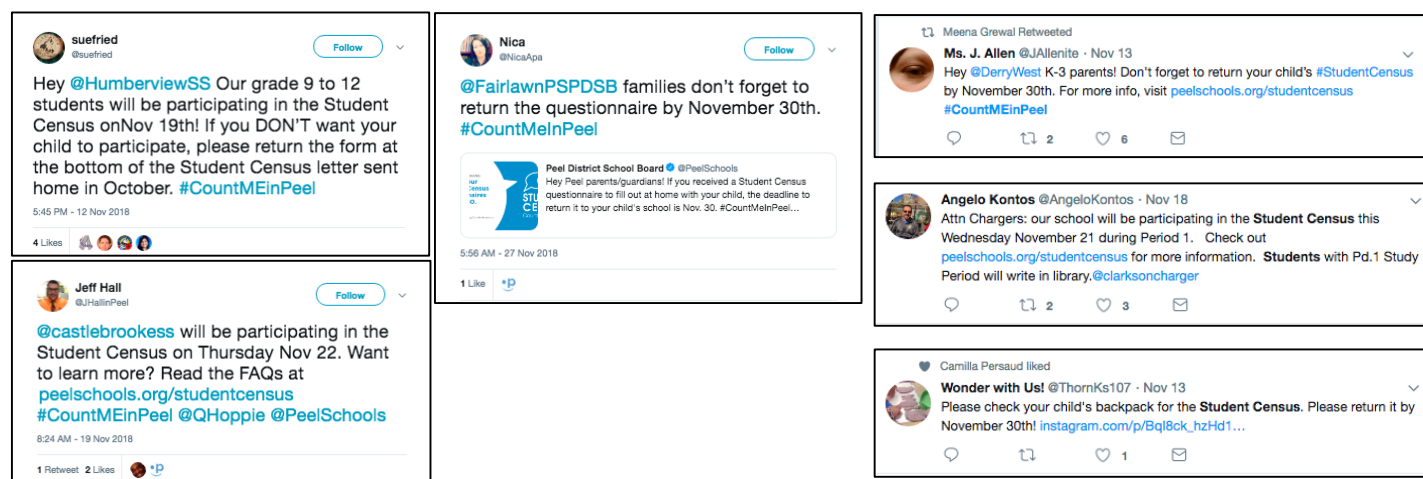 suefried
@suefried
Follow
Hey @HumberviewSS Our grade 9 to 12
students will be participating in the Student
Census onNov 19th! If you DON'T want your
child to participate, please return the form at
the bottom of the Student Census letter sent
home in October. #CountMEinPeel
5:45 PM - 12 Nov 2018
4 Likes
Jeff Hall
@JHallinPeel
Follow
@castlebrookess will be participating in the
Student Census on Thursday Nov 22. Want
to learn more? Read the FAQs at
peelschools.org/studentcensus
#CountMEinPeel @QHoppie @PeelSchools
8:24 AM - 19 Nov 2018
1 Retweet 2 Likes
Nica
@NicaApa
Follow
@FairlawnPSPDSB families don't forget to
return the questionnaire by November 30th.
#CountMeInPeel
Peel District School Board @PeelSchools
Hey Peel parents/guardians! If you received a Student Census
questionnaire to fill out at home with your child, the deadline to
return it to your child's school is Nov. 30. #CountMeInPeel...
5:56 AM - 27 Nov 2018
1 Like
Meena Grewal Retweeted
Ms. J. Allen @JAllenite · Nov 13
Hey @DerryWest K-3 parents! Don't forget to return your child's #StudentCensus
by November 30th. For more info, visit peelschools.org/studentcensus
#CountMEinPeel
2 6
Angelo Kontos @AngeloKontos · Nov 18
Attn Chargers: our school will be participating in the Student Census this
Wednesday November 21 during Period 1. Check out
peelschools.org/studentcensus for more information. Students with Pd.1 Study
Period will write in library.@clarksoncharger
2 3
Camilla Persaud liked
Wonder with Us! @ThornKs107 · Nov 13
Please check your child's backpack for the Student Census. Please return it by
November 30th! instagram.com/p/BqI8ck_hzHd1...
1